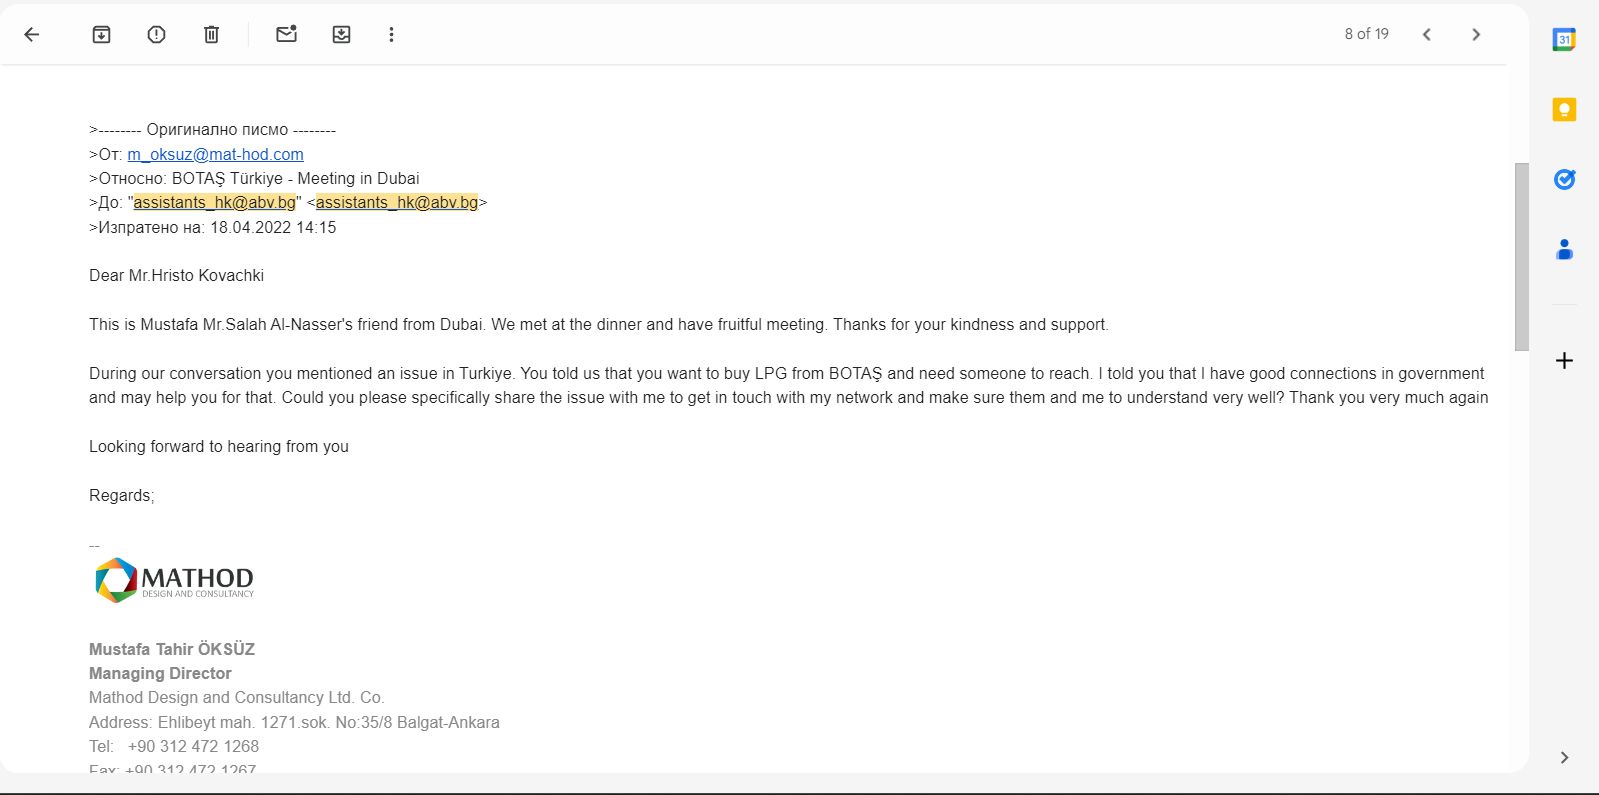 8 of 19
31
>-------- Оригинално писмо --------
>От: m_oksuz@mat-hod.com
>Относно: BOTAŞ Türkiye - Meeting in Dubai
>До: "assistants_hk@abv.bg" <assistants_hk@abv.bg>
>Изпратено на: 18.04.2022 14:15
Dear Mr.Hristo Kovachki
This is Mustafa Mr.Salah Al-Nasser's friend from Dubai. We met at the dinner and have fruitful meeting. Thanks for your kindness and support.
During our conversation you mentioned an issue in Turkiye. You told us that you want to buy LPG from BOTAŞ and need someone to reach. I told you that I have good connections in government
and may help you for that. Could you please specifically share the issue with me to get in touch with my network and make sure them and me to understand very well? Thank you very much again
Looking forward to hearing from you
Regards;
--
MATHOD
DESIGN AND CONSULTANCY
Mustafa Tahir ÖKSÜZ
Managing Director
Mathod Design and Consultancy Ltd. Co.
Address: Ehlibeyt mah. 1271.sok. No:35/8 Balgat-Ankara
Tel:   +90 312 472 1268
Fax: +90 312 472 1267